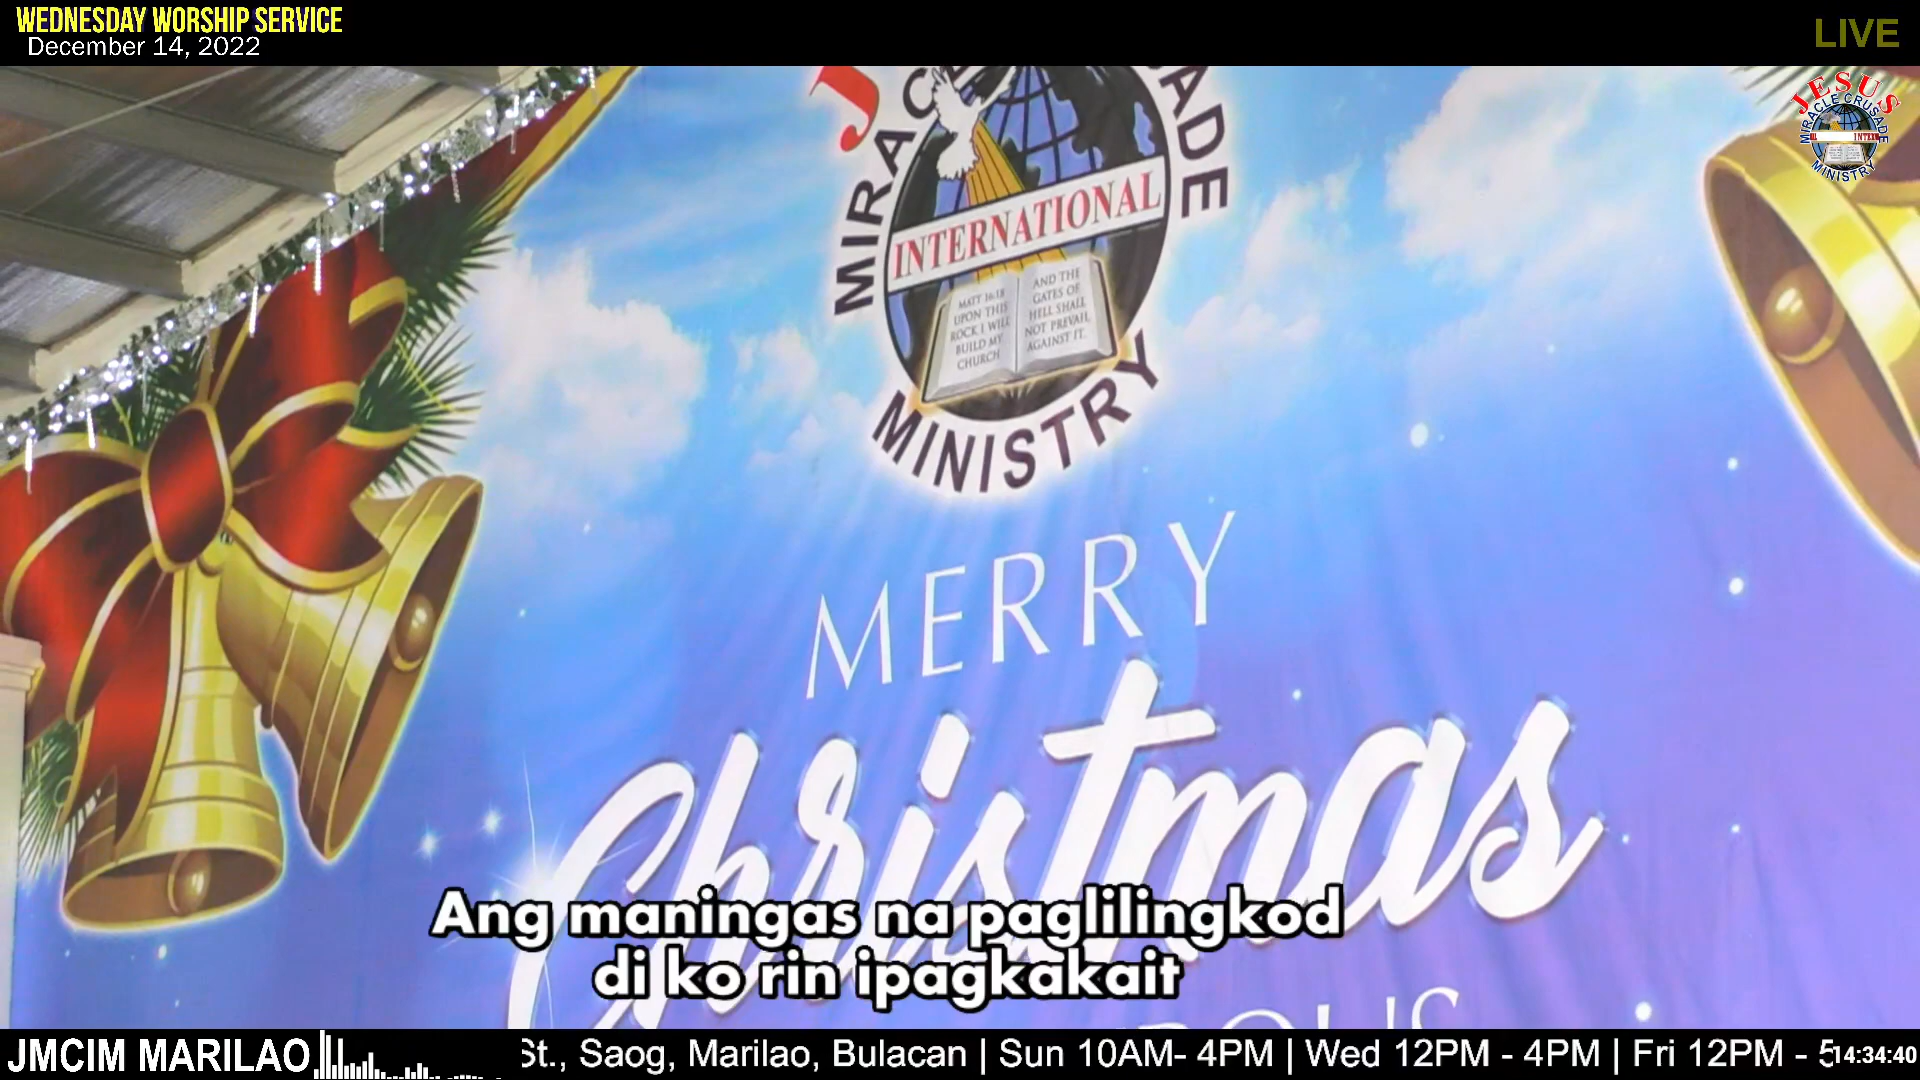 WEDNESDAY WORSHIP SERVICE
December 14, 2022
LIVE
JESUS
MIRACLE CRUSADE
INTER
MINISTRY
J
MIRAC
SADE
INTERNATIONAL
MATT 16:18
UPON THIS
ROCK I WILL
BUILD MY
CHURCH
AND THE
GATES OF
HELL SHALL
NOT PREVAIL
AGAINST IT.
MINISTRY
MERRY
Christmas
Ang maningas na paglilingkod
di ko rin ipagkakait
JMCIM MARILAO
St., Saog, Marilao, Bulacan | Sun 10AM- 4PM | Wed 12PM - 4PM | Fri 12PM - 5
14:34:40